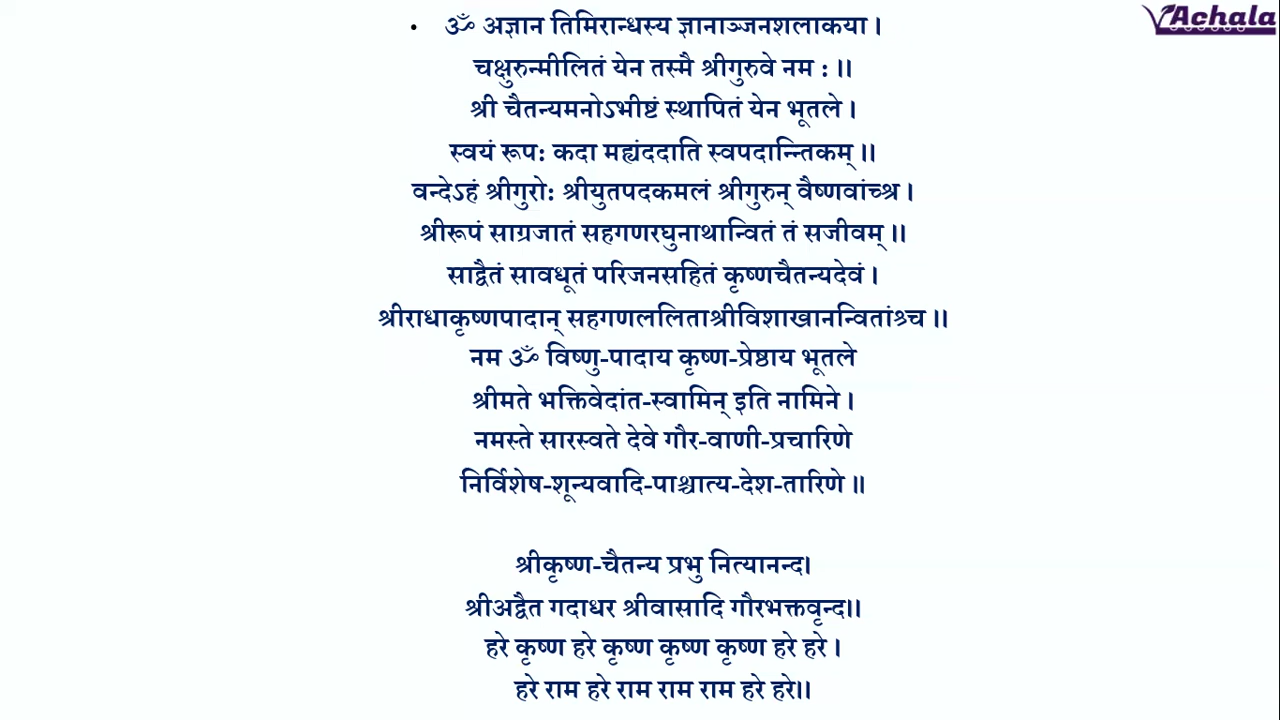 Achala
• ॐ अज्ञान तिमिरान्धस्य ज्ञानाञ्जनशलाकया ।
चक्षुरुन्मीलितं येन तस्मै श्रीगुरुवे नम : ।।
श्री चैतन्यमनोऽभीष्टं स्थापितं येन भूतले ।
स्वयं रूपः कदा मह्यंददाति स्वपदान्न्तिकम् ।।
वन्देऽहं श्रीगुरोः श्रीयुतपदकमलं श्रीगुरुन् वैष्णवांच्श्र ।
श्रीरूपं साग्रजातं सहगणरघुनाथान्वितं तं सजीवम् ।।
साद्वैतं सावधूतं परिजनसहितं कृष्णचैतन्यदेवं ।
श्रीराधाकृष्णपादान् सहगणललिताश्रीविशाखानन्वितांश्र्च ।।
नम ॐ विष्णु-पादाय कृष्ण-प्रेष्ठाय भूतले
श्रीमते भक्तिवेदांत-स्वामिन् इति नामिने ।
नमस्ते सारस्वते देवे गौर-वाणी-प्रचारिणे
निर्विशेष-शून्यवादि-पाश्चात्य-देश-तारिणे ॥
श्रीकृष्ण-चैतन्य प्रभु नित्यानन्द।
श्रीअद्वैत गदाधर श्रीवासादि गौरभक्तवृन्द।।
हरे कृष्ण हरे कृष्ण कृष्ण कृष्ण हरे हरे ।
हरे राम हरे राम राम राम हरे हरे।।